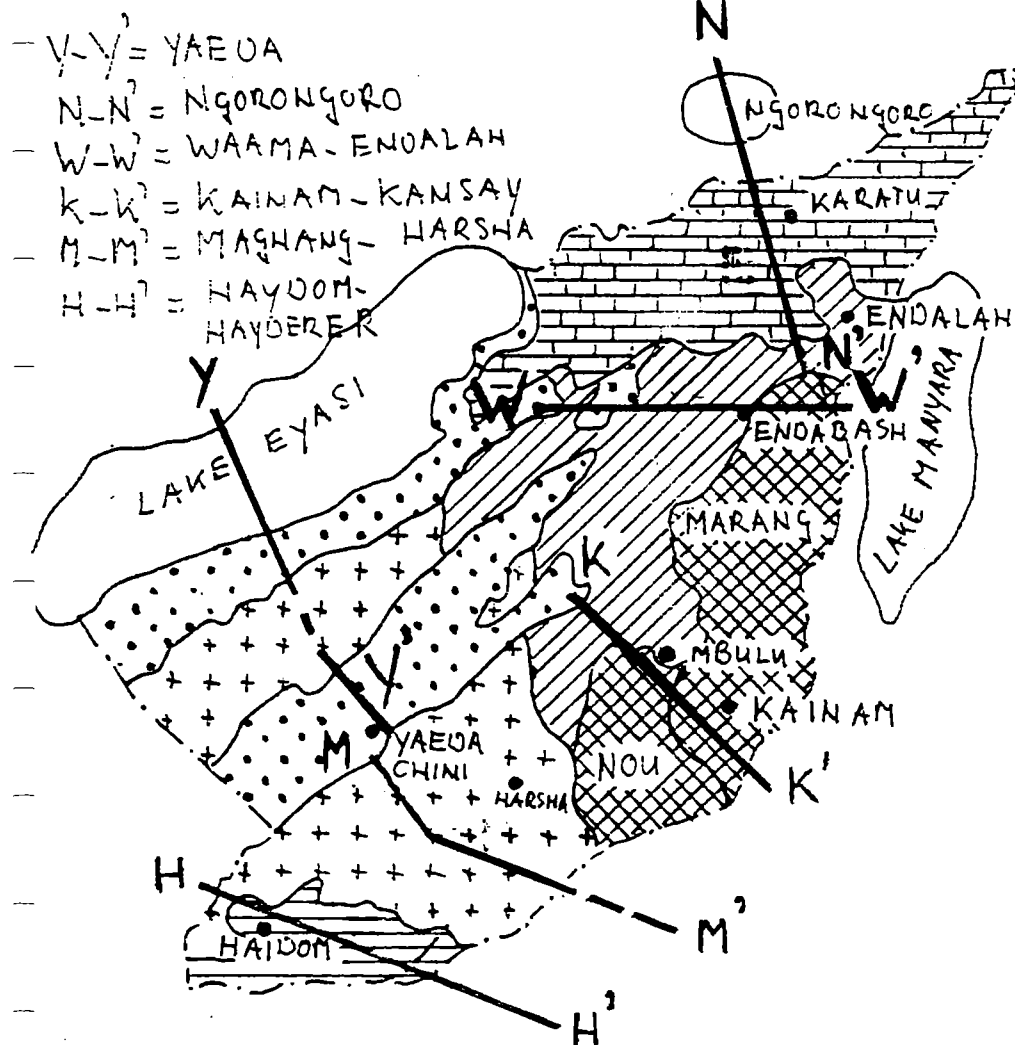 Y-Y' = YAEDA
N-N' = NGORONGORO
W-W' = WAAMA-ENDALAH
K-K' = KAINAM-KANSAY
M-M' = MAGHANG- HARSHA
H-H' = HAYDOM-
HAYDERER
N
NGORONGORO
KARATU
ENDALAH
N'
W
W'
ENDABASH
LAKE MANYARA
Y
LAKE EYASI
MARANG
K
MBULU
KAINAM
Y'
M
YAEDA
CHINI
HARSHA
NOU
K'
H
M'
HAIDOM
H'